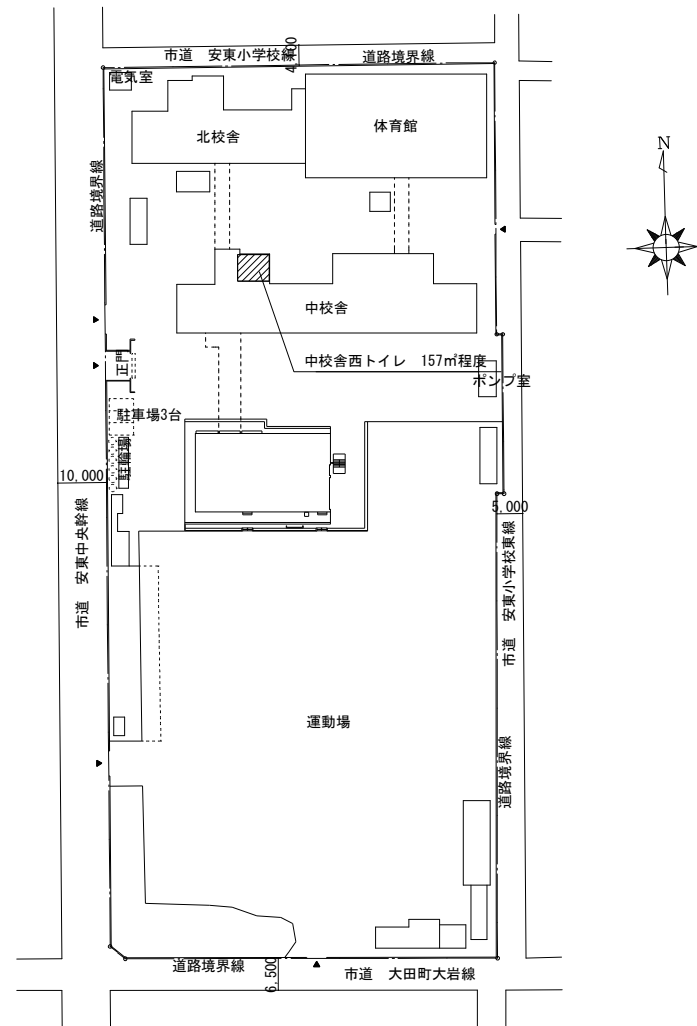 市道　安東小学校線
道路境界線
電気室
北校舎
体育館
N
道路境界線
中校舎
中校舎西トイレ　157㎡程度
正門
ポンプ室
駐車場3台
駐輪場
10,000
5,000
市道　安東中央幹線
市道　安東小学校東線
運動場
道路境界線
道路境界線
6,500
市道　大田町大岩線